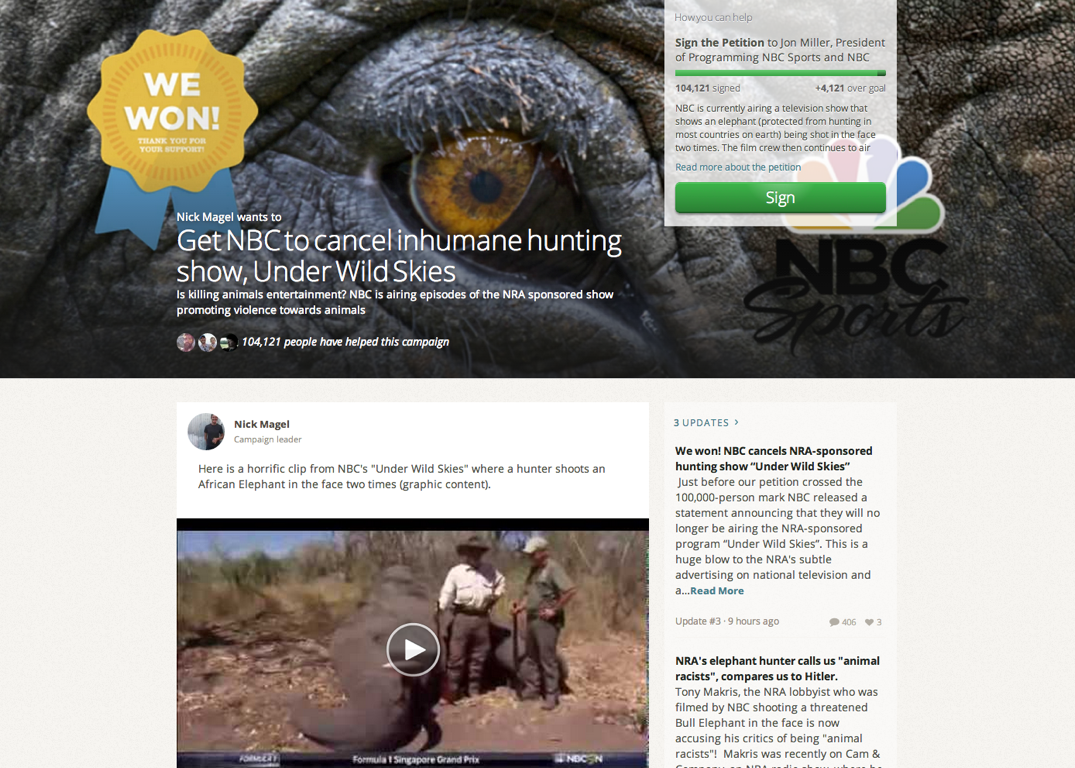 WE
WON!
THANK YOU FOR
YOUR SUPPORT!
Nick Magel wants to
Get NBC to cancel inhumane hunting
show, Under Wild Skies
Is killing animals entertainment? NBC is airing episodes of the NRA sponsored show
promoting violence towards animals
104,121 people have helped this campaign
How you can help
Sign the Petition to Jon Miller, President
of Programming NBC Sports and NBC
104,121 signed +4,121 over goal
NBC is currently airing a television show that
shows an elephant (protected from hunting in
most countries on earth) being shot in the face
two times. The film crew then continues to air
Read more about the petition
Sign
NBC
Sports
Nick Magel
Campaign leader
Here is a horrific clip from NBC's "Under Wild Skies" where a hunter shoots an
African Elephant in the face two times (graphic content).
FORMULA 1 Formula 1 Singapore Grand Prix NBCSN
3 UPDATES >
We won! NBC cancels NRA-sponsored
hunting show “Under Wild Skies”
Just before our petition crossed the
100,000-person mark NBC released a
statement announcing that they will no
longer be airing the NRA-sponsored
program “Under Wild Skies”. This is a
huge blow to the NRA's subtle
advertising on national television and
a...Read More
Update #3 · 9 hours ago 406 3
NRA's elephant hunter calls us "animal
racists", compares us to Hitler.
Tony Makris, the NRA lobbyist who was
filmed by NBC shooting a threatened
Bull Elephant in the face is now
accusing his critics of being "animal
racists"! Makris was recently on Cam &